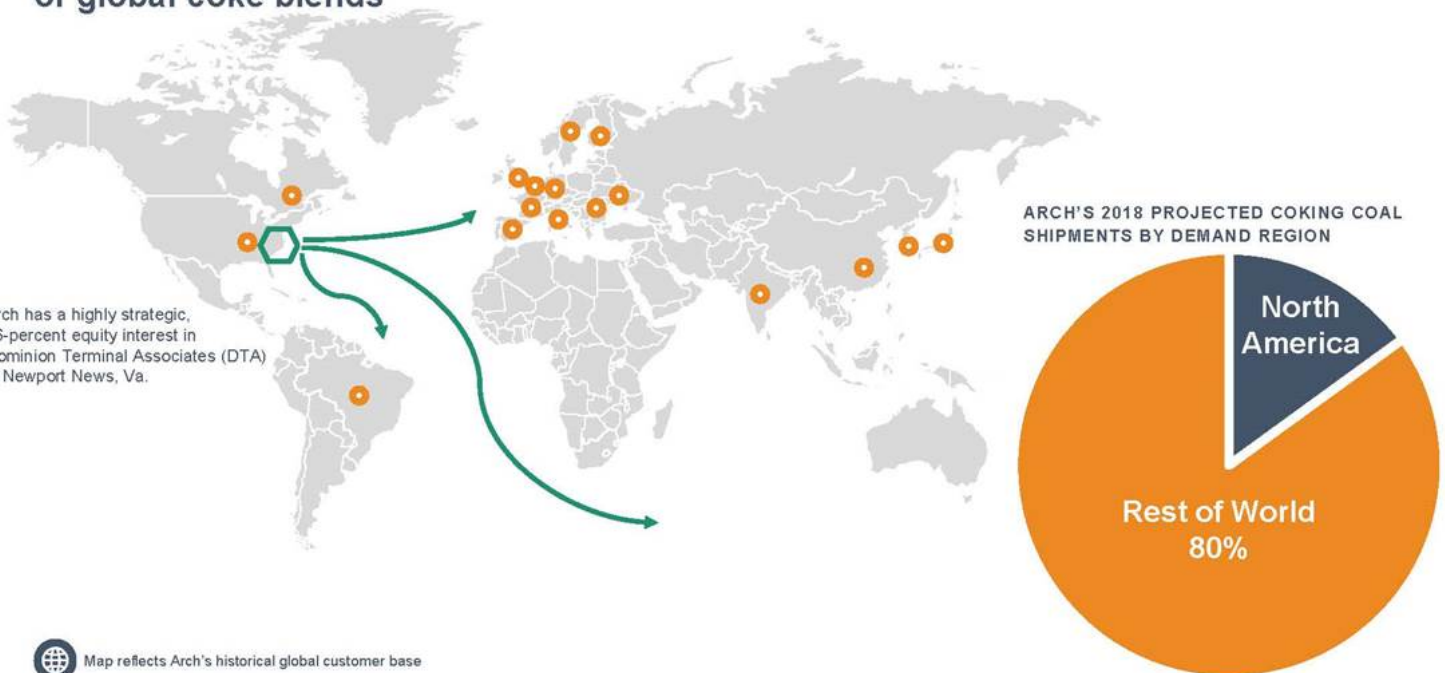 of global coke blends
ARCH'S 2018 PROJECTED COKING COAL
SHIPMENTS BY DEMAND REGION
North
America
has a highly strategic,
-percent equity interest in
Terminal Associates (DTA)
Newport News, Va.
Rest of World
80%
Map reflects Arch's historical global customer base